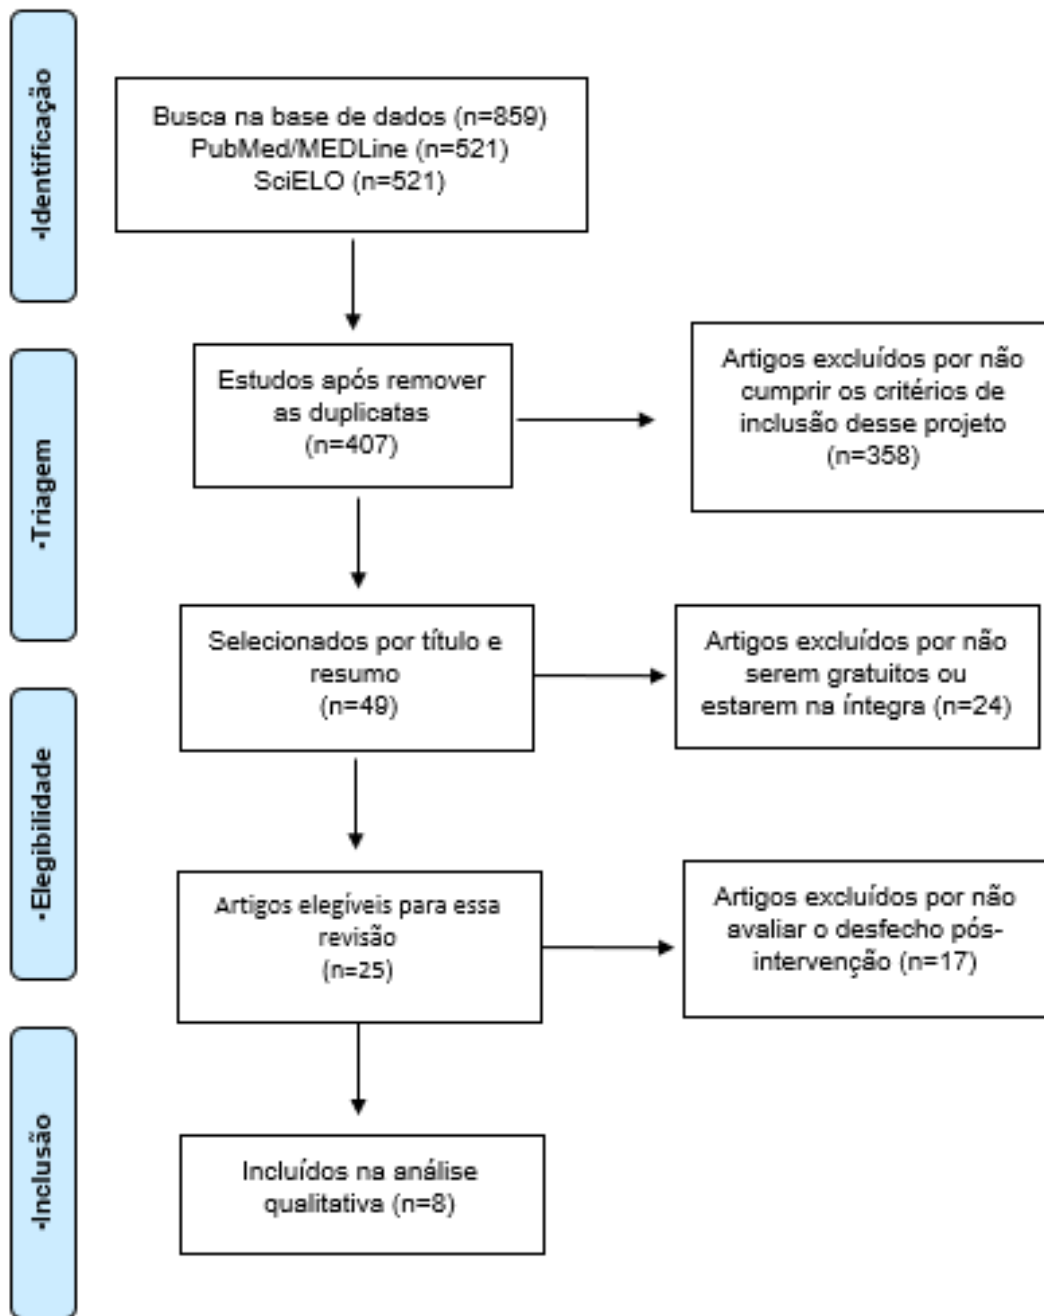 ·Identificação
Busca na base de dados (n=859)
PubMed/MEDLine (n=521)
SciELO (n=521)
·Triagem
Estudos após remover
as duplicatas
(n=407)
Artigos excluídos por não
cumprir os critérios de
inclusão desse projeto
(n=358)
Selecionados por título e
resumo
(n=49)
Artigos excluídos por não
serem gratuitos ou
estarem na íntegra (n=24)
·Elegibilidade
Artigos elegíveis para essa
revisão
(n=25)
Artigos excluídos por não
avaliar o desfecho pós-
intervenção (n=17)
·Inclusão
Incluídos na análise
qualitativa (n=8)